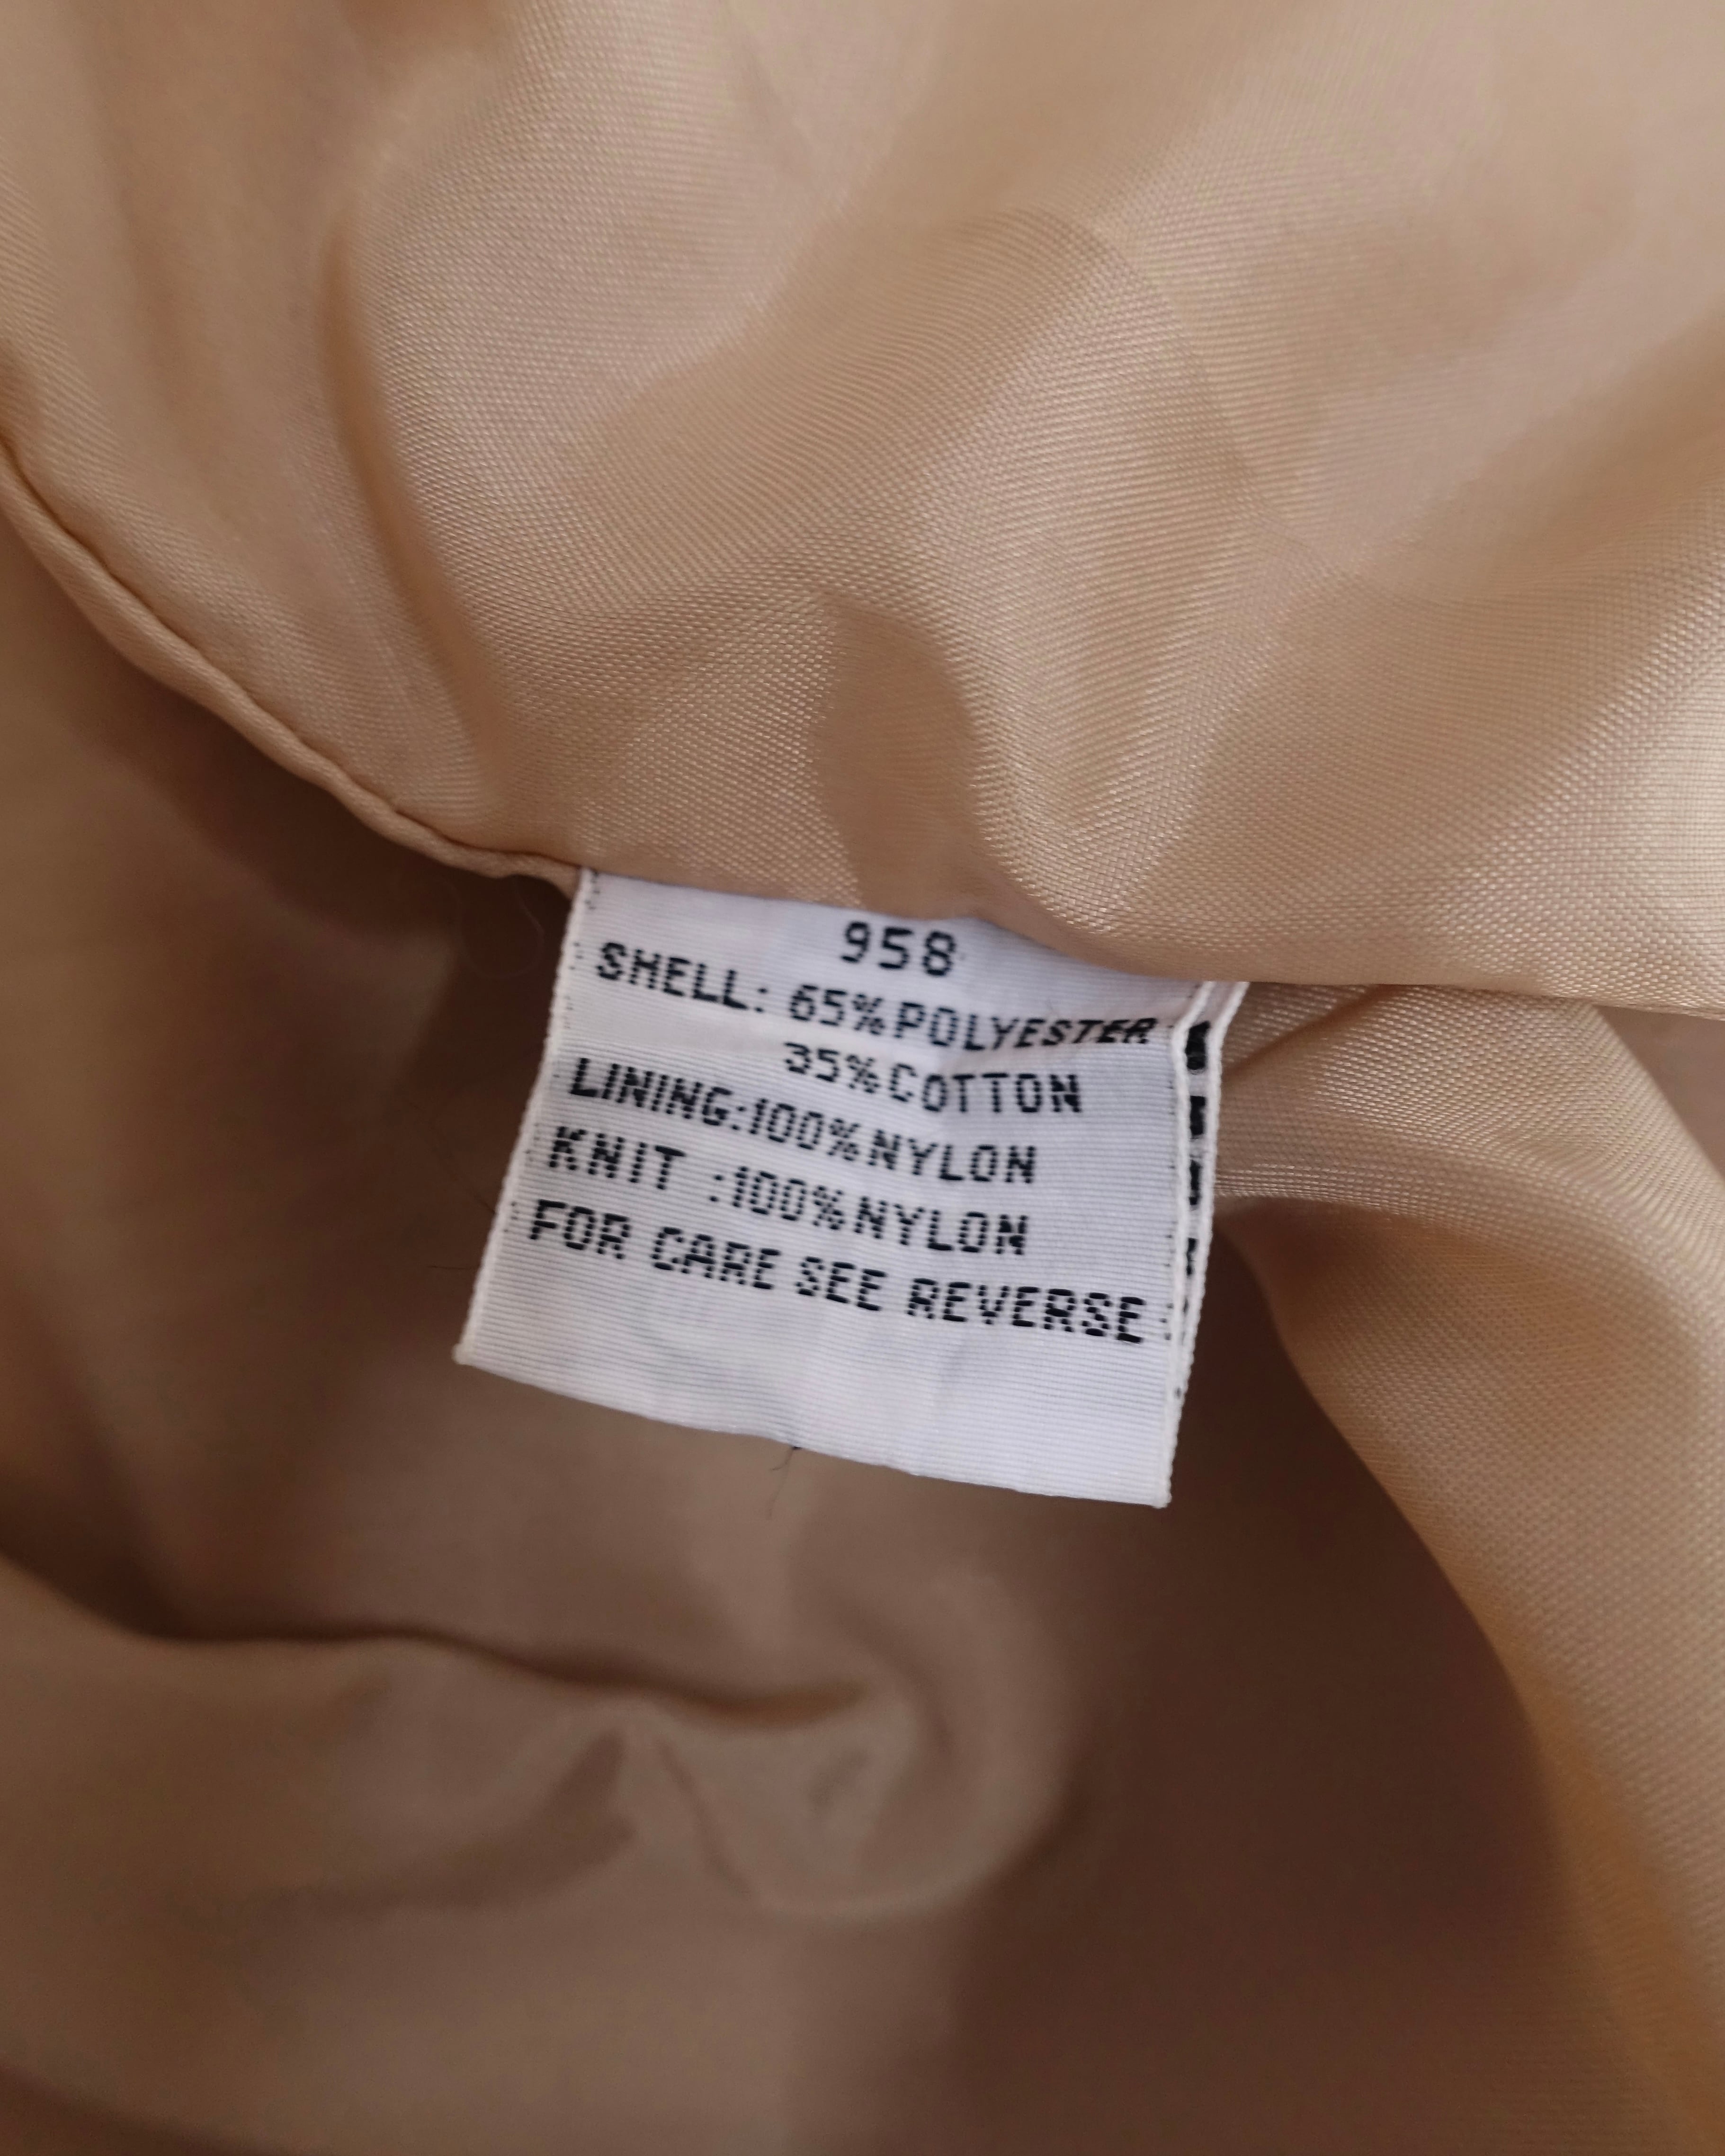 958
SHELL: 65%POLYESTER
35%COTTON
LINING:100%NYLON
KNIT :100%NYLON
FOR CARE SEE REVERSE